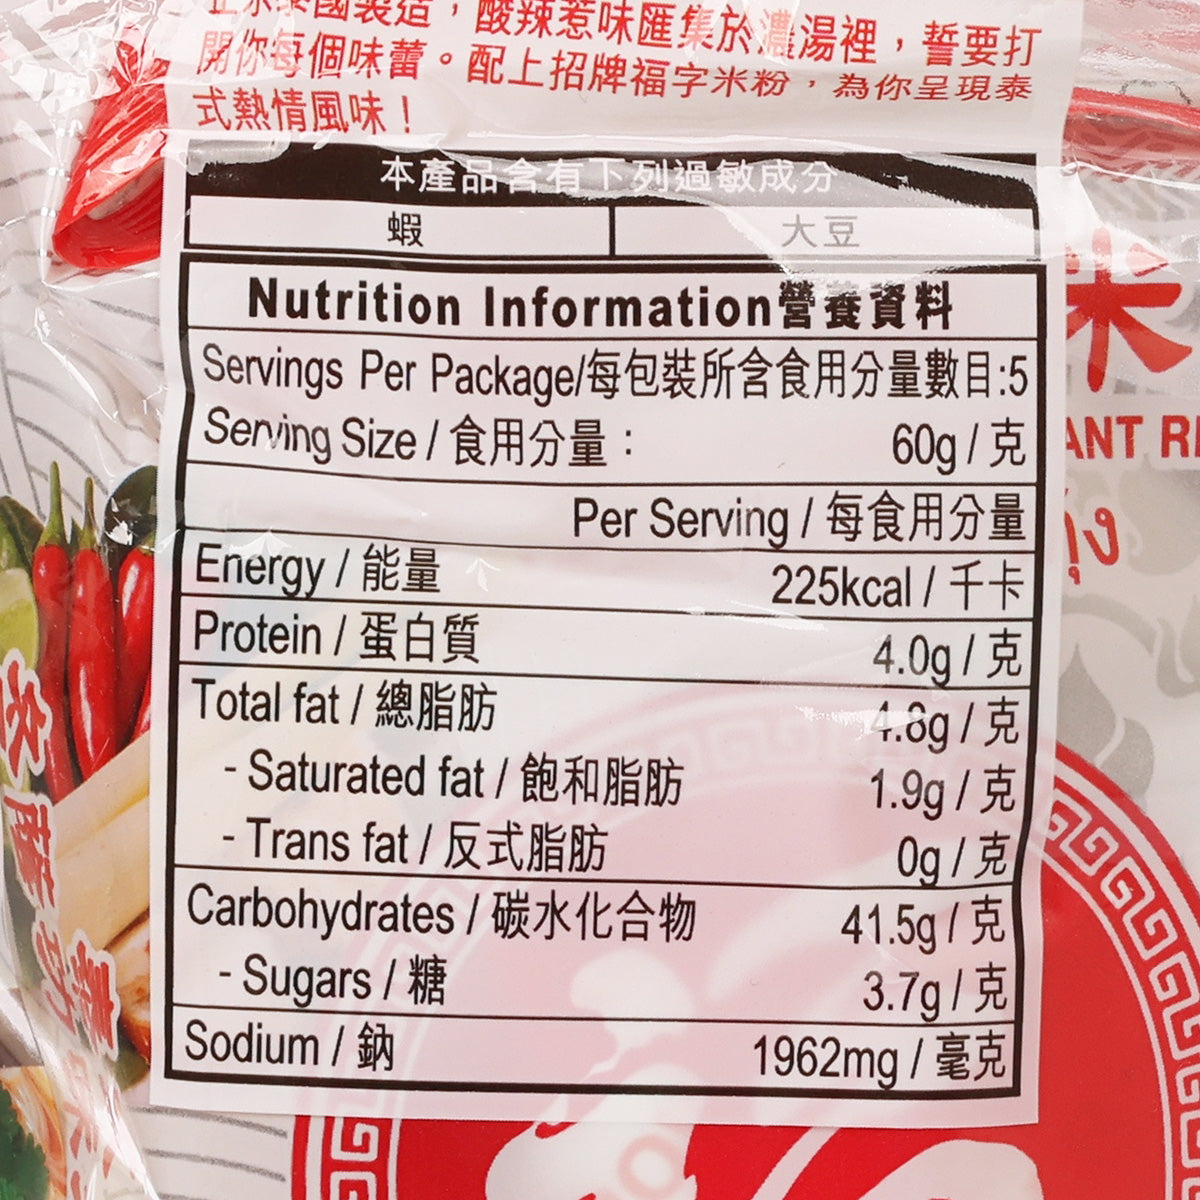 國製造，酸辣惹味匯集於濃湯裡，誓要打
開你每個味蕾。配上招牌福字米粉，為你呈現泰
式熱情風味！
本產品含有下列過敏成分
蝦 大豆
米
Nutrition Information營養資料
Servings Per Package/每包裝所含食用分量數目:5
Serving Size / 食用分量： 60g / 克
ANT RI
Per Serving / 每食用分量
Energy / 能量 225kcal / 千卡
Protein / 蛋白質 4.0g / 克
Total fat / 總脂肪 4.8g / 克
- Saturated fat / 飽和脂肪 1.9g / 克
- Trans fat / 反式脂肪 0g / 克
Carbohydrates / 碳水化合物 41.5g / 克
- Sugars / 糖 3.7g / 克
Sodium / 鈉 1962mg / 毫克